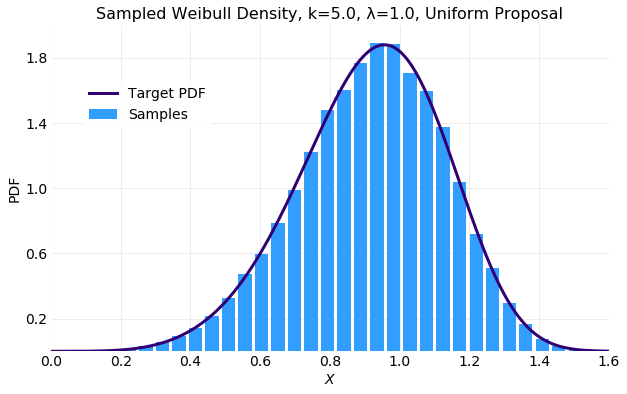 Sampled Weibull Density, k=5.0, λ=1.0, Uniform Proposal
1.8
1.4
1.0
0.6
0.2
PDF
Target PDF
Samples
0.0 0.2 0.4 0.6 0.8 1.0 1.2 1.4 1.6
X